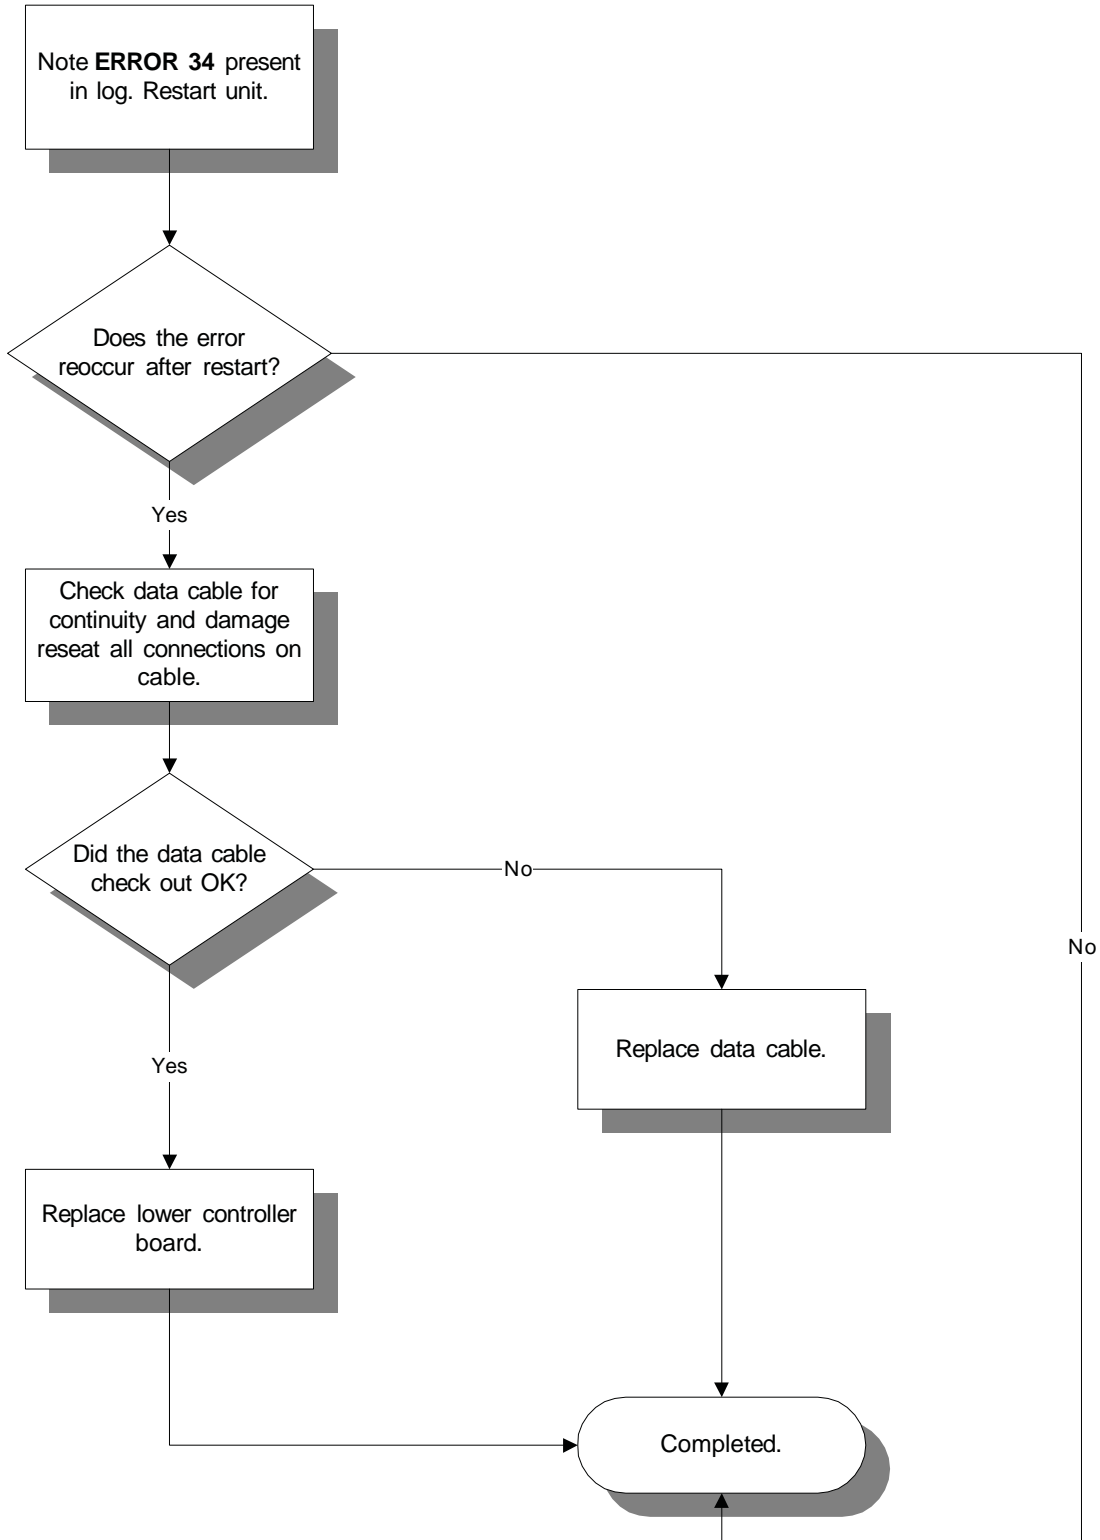 Note ERROR 34 present
in log. Restart unit.
Does the error
reoccur after restart?
Yes
Check data cable for
continuity and damage
reseat all connections on
cable.
Did the data cable
check out OK?
No
No
Replace data cable.
Yes
Replace lower controller
board.
Completed.